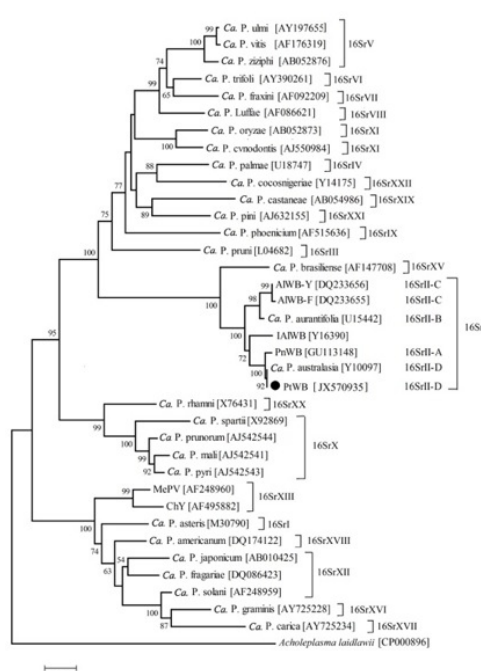 99 Ca. P. ulmi [AY197655]
100 Ca. P. vitis [AF176319] 16SrV
Ca. P. ziziphi [AB052876]
74 Ca. P. trifoli [AY390261] 16SrVI
99 65 Ca. P. fraxini [AF092209] 16SrVII
Ca. P. Luffae [AF086621] 16SrVIII
Ca. P. oryzae [AB052873] 16SrXI
100 Ca. P. cvnodontis [AJ550984] 16SrXI
88 Ca. P. palmae [U18747] 16SrIV
77 Ca. P. cocosnigeriae [Y14175] 16SrXXII
Ca. P. castaneae [AB054986] 16SrXIX
89 Ca. P. pini [AJ632155] 16SrXXI
75 Ca. P. phoenicium [AF515636] 16SrIX
Ca. P. pruni [L04682] 16SrIII
100 Ca. P. brasiliense [AF147708] 16SrXV
99 AlWB-Y [DQ233656] 16SrII-C
100 98 AlWB-F [DQ233655] 16SrII-C
Ca. P. aurantifolia [U15442] 16SrII-B
IAlWB [Y16390] 16S
95 72 PnWB [GU113148] 16SrII-A
100 Ca. P. australasia [Y10097] 16SrII-D
92 PtWB [JX570935] 16SrII-D
Ca. P. rhamni [X76431] 16SrXX
99 Ca. P. spartii [X92869]
100 Ca. P. prunorum [AJ542544] 16SrX
99 Ca. P. mali [AJ542541]
92 Ca. P. pyri [AJ542543]
99 MePV [AF248960] 16SrXIII
100 ChY [AF495882]
Ca. P. asteris [M30790] 16SrI
74 Ca. P. americanum [DQ174122] 16SrXVIII
63 54 Ca. P. japonicum [AB010425]
Ca. P. fragariae [DQ086423] 16SrXII
Ca. P. solani [AF248959]
100 Ca. P. graminis [AY725228] 16SrXVI
87 Ca. P. carica [AY725234] 16SrXVII
Acholeplasma laidlawii [CP000896]